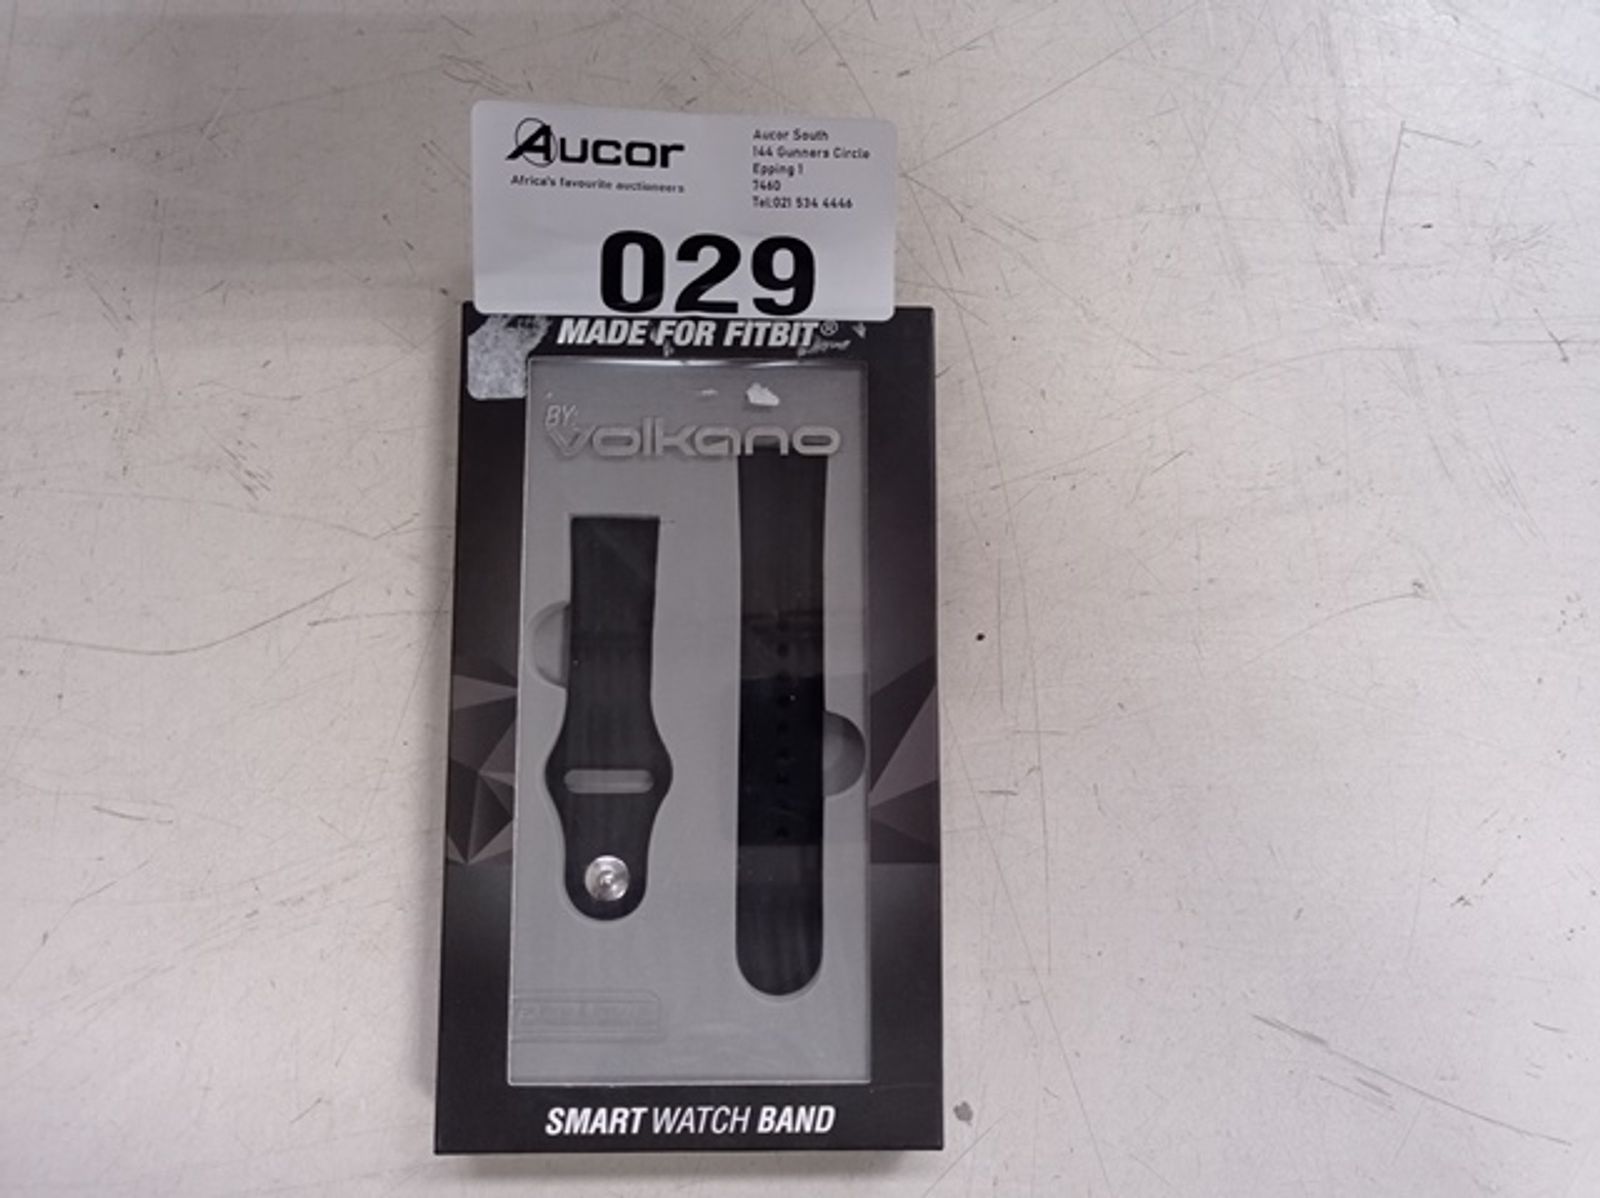 Aucor
Africa's favourite auctioneers
Aucor South
144 Gunners Circle
Epping 1
7460
Tel:021 534 4446
029
MADE FOR FITBIT®
BY:
volkano
SMART WATCH BAND